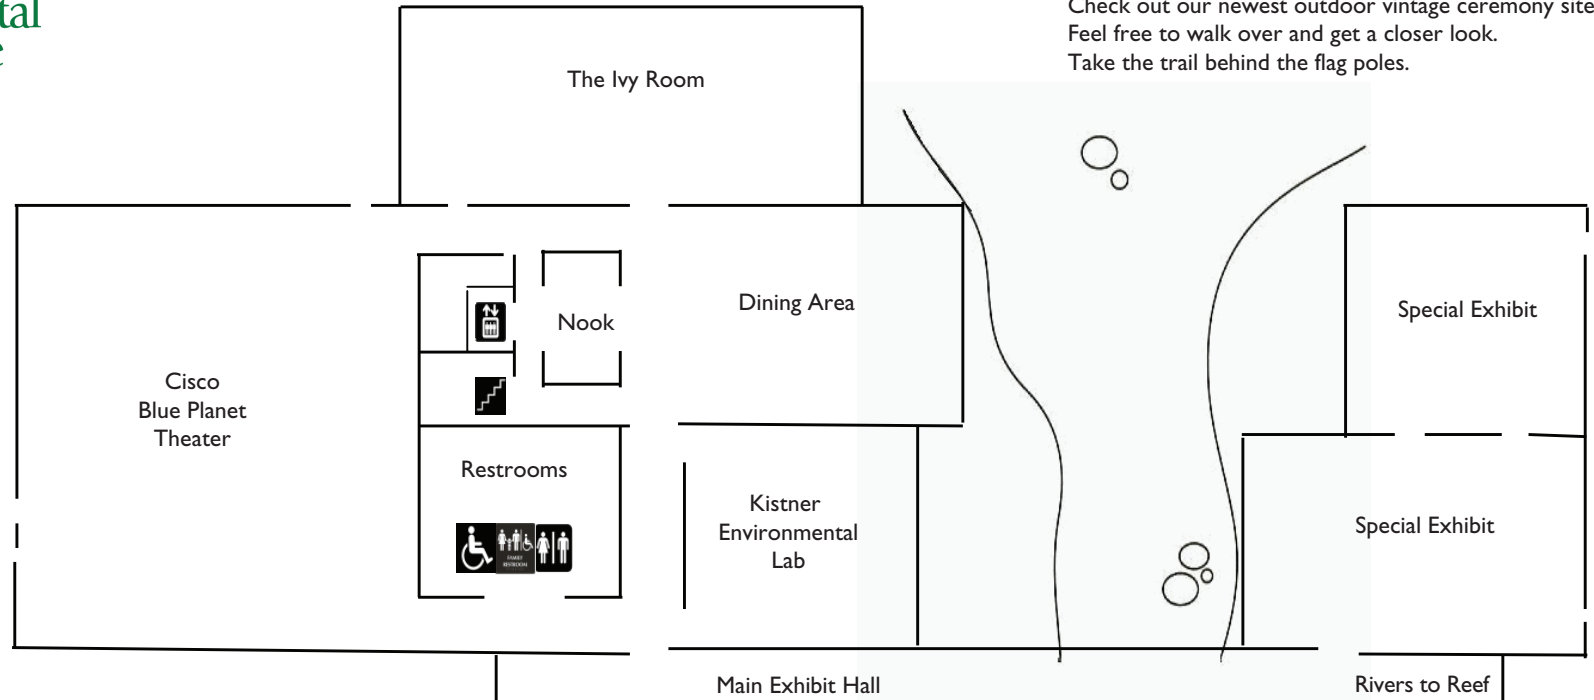 Check out our newest outdoor vintage ceremony site
Feel free to walk over and get a closer look.
Take the trail behind the flag poles.
The Ivy Room
Nook
Dining Area
Special Exhibit
Cisco
Blue Planet
Theater
Restrooms
FAMILY
RESTROOM
Kistner
Environmental
Lab
Special Exhibit
Main Exhibit Hall
Rivers to Reef